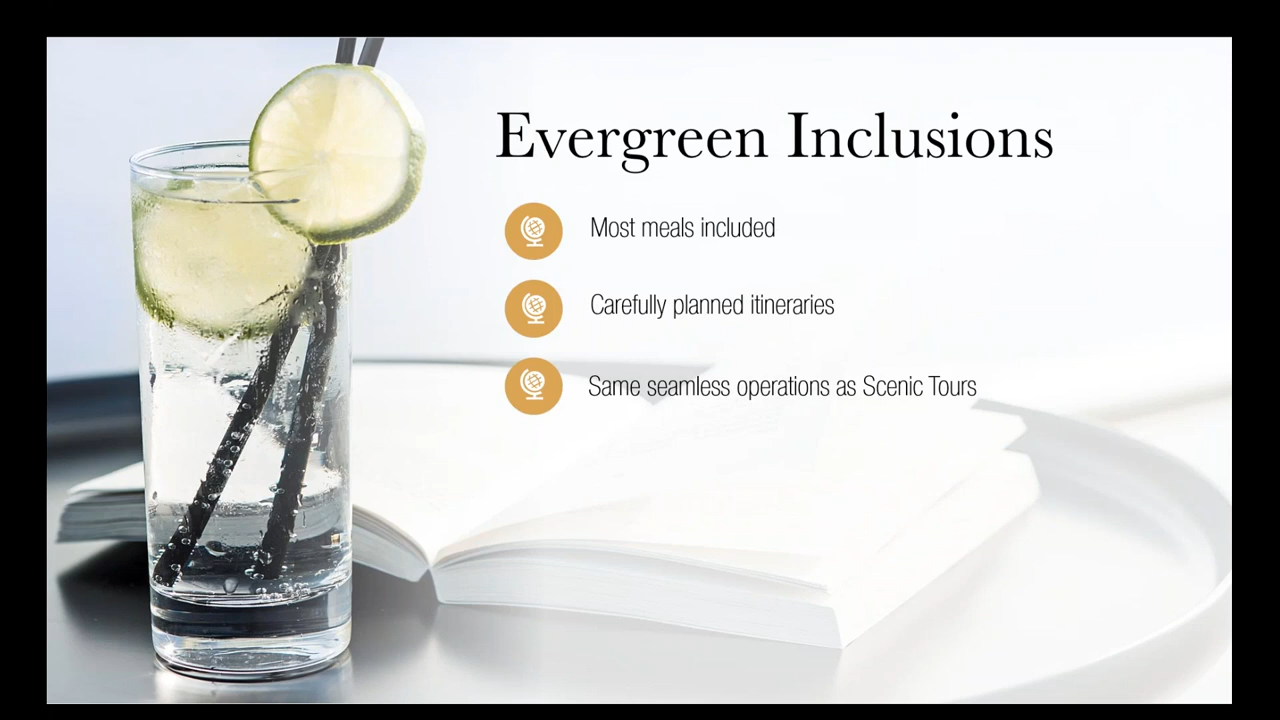 Evergreen Inclusions
Most meals included
Carefully planned itineraries
Same seamless operations as Scenic Tours